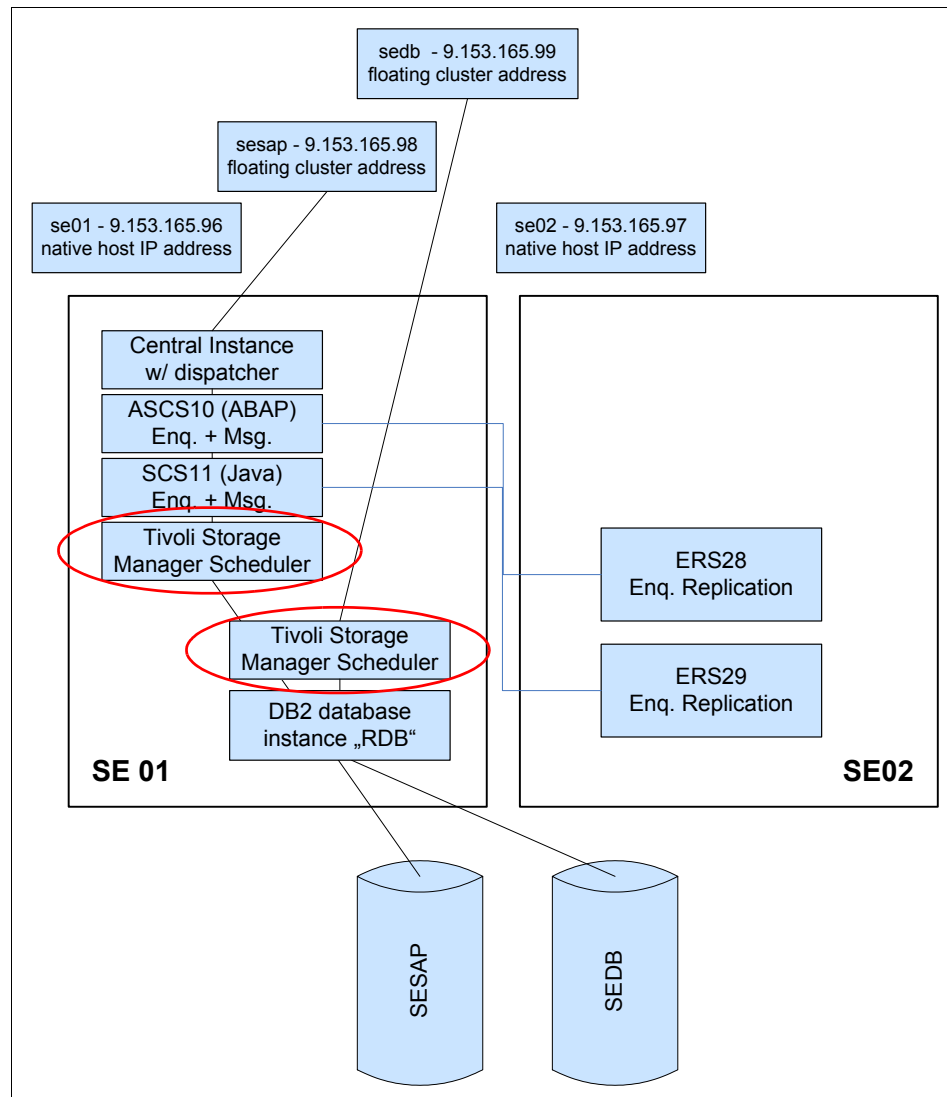 sedb - 9.153.165.99
floating cluster address
sesap - 9.153.165.98
floating cluster address
se01 - 9.153.165.96
native host IP address
se02 - 9.153.165.97
native host IP address
Central Instance
w/ dispatcher
ASCS10 (ABAP)
Enq. + Msg.
SCS11 (Java)
Enq. + Msg.
Tivoli Storage
Manager Scheduler
Tivoli Storage
Manager Scheduler
DB2 database
instance „RDB“
SE 01
ERS28
Enq. Replication
ERS29
Enq. Replication
SE02
SESAP
SEDB